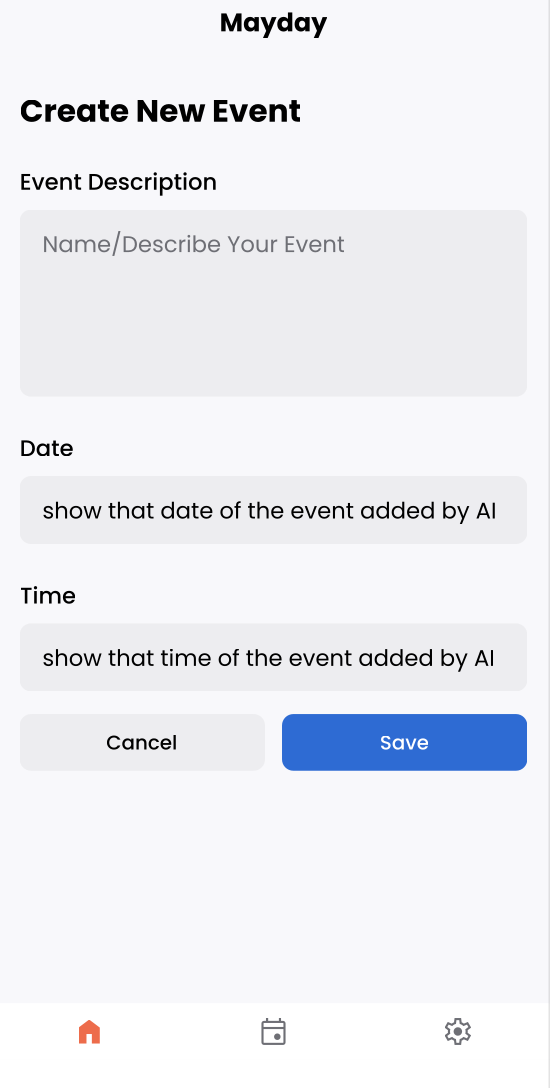 Mayday
Create New Event
Event Description
Name/Describe Your Event
Date
show that date of the event added by AI
Time
show that time of the event added by AI
Cancel
Save